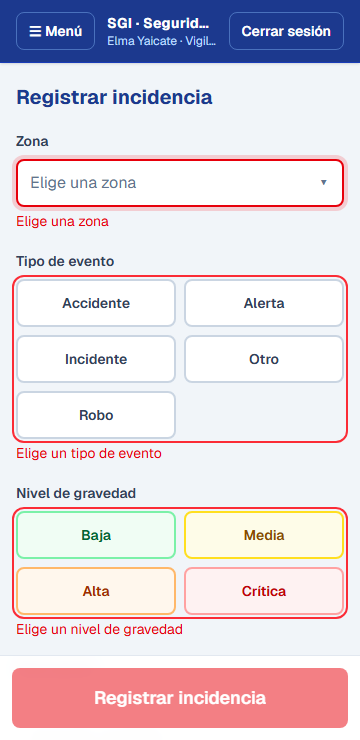 ☰ Menú
SGI · Segurid...
Elma Yaicate · Vigil...
Cerrar sesión
Registrar incidencia
Zona
Elige una zona
Elige una zona
Tipo de evento
Accidente
Alerta
Incidente
Otro
Robo
Elige un tipo de evento
Nivel de gravedad
Baja
Media
Alta
Crítica
Elige un nivel de gravedad
Registrar incidencia